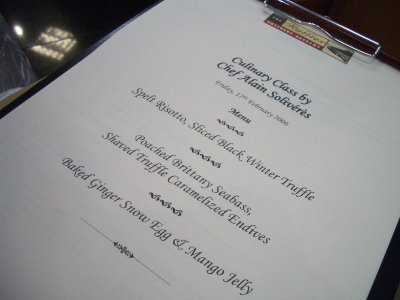 Culinary Class by
Chef Alain Solivérès
Friday, 17th February 2006
Menu
Spelt Risotto, Sliced Black Winter Truffle
Poached Brittany Seabass,
Shaved Truffle Caramelized Endives
Baked Ginger Snow Egg & Mango Jelly